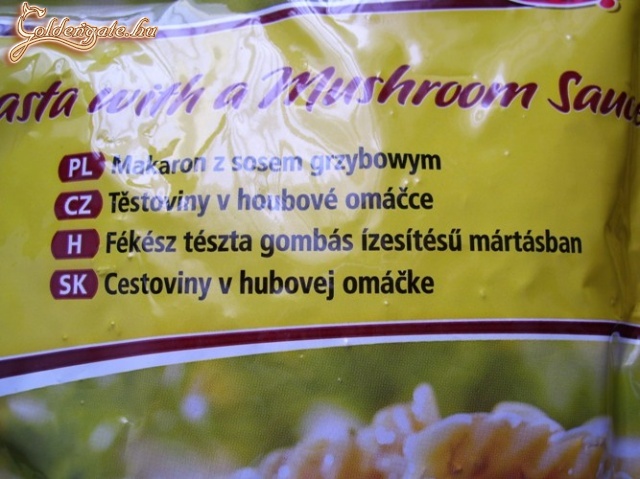 Goldengate.hu
asta with a Mushroom Sauce
PL Makaron z sosem grzybowym
CZ Těstoviny v houbové omáčce
H Fékész tészta gombás ízesítésű mártásban
SK Cestoviny v hubovej omáčke